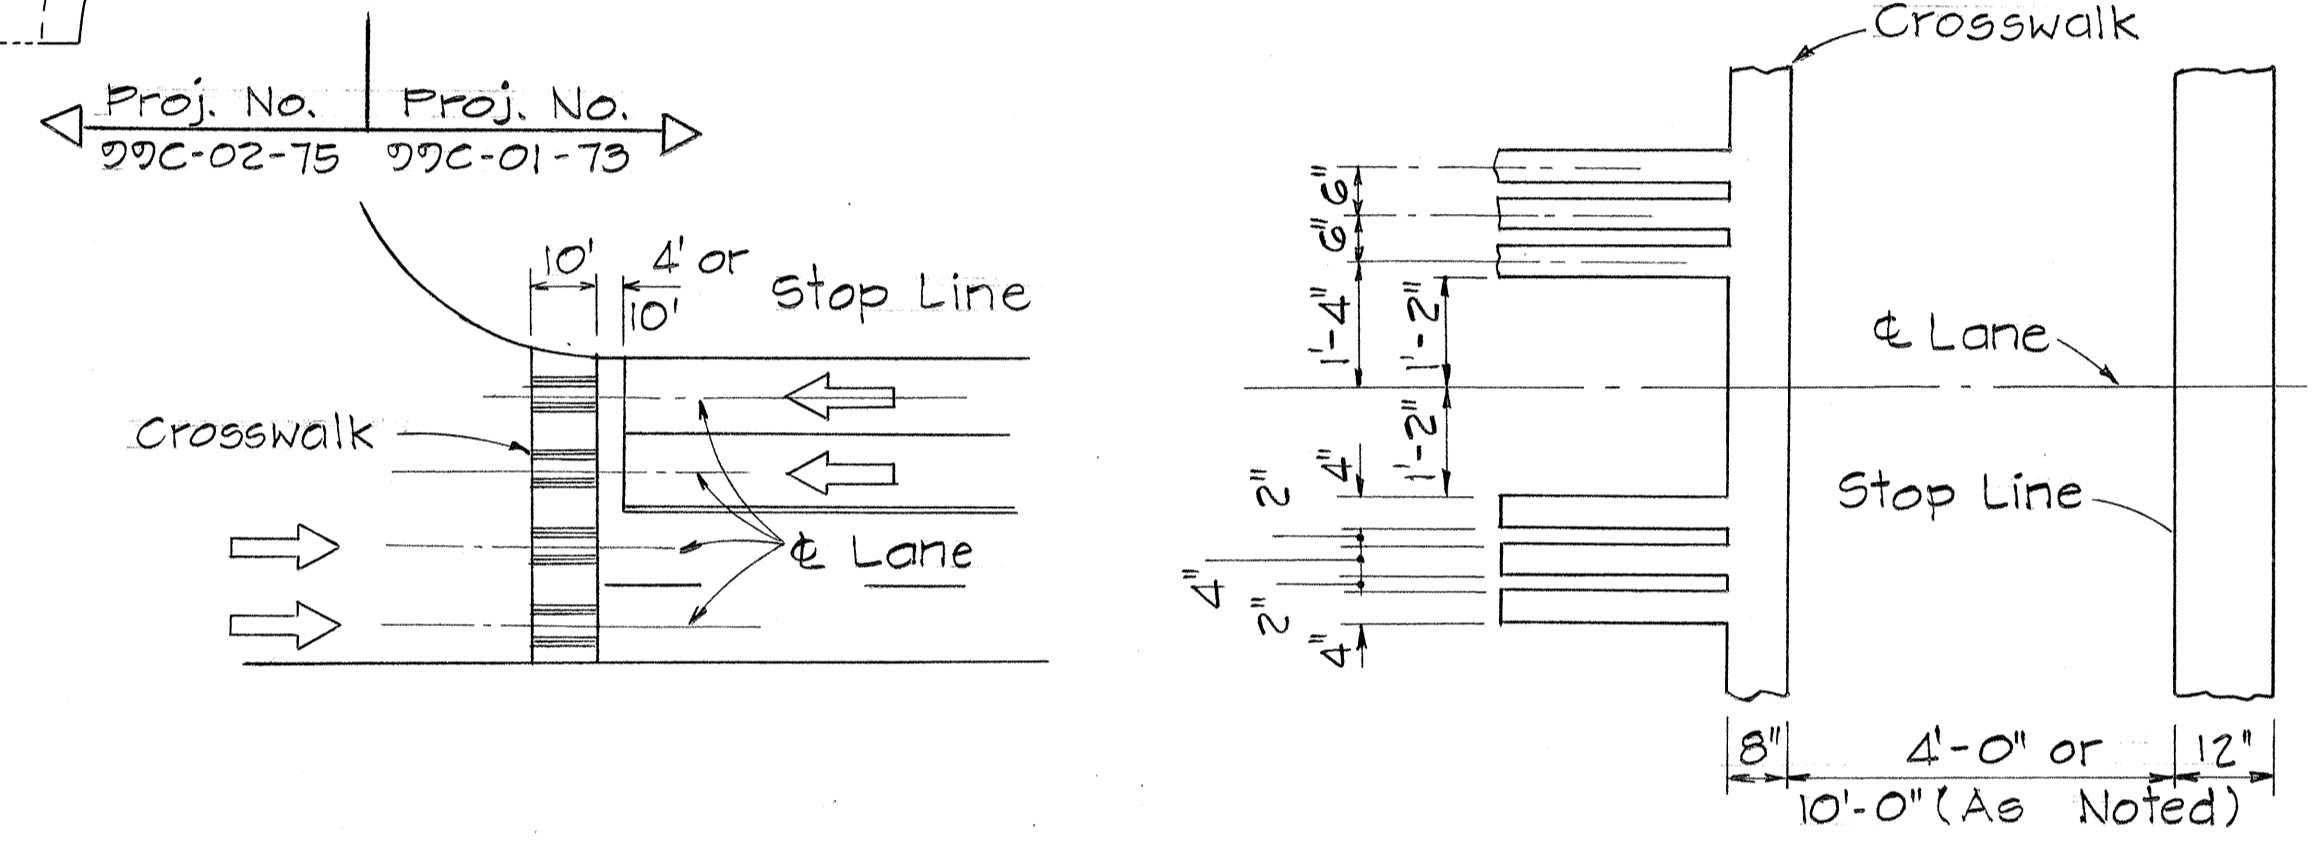 Proj. No.
99C-02-75
Proj. No.
99C-01-73
10'
4' or
10'
Stop Line
Crosswalk
℄ Lane
Crosswalk
6"
6"
1'-4"
1'-2"
1'-2"
℄ Lane
Stop Line
2"
4"
4"
2"
4"
8"
4'-0" or
10'-0" (As Noted)
12"